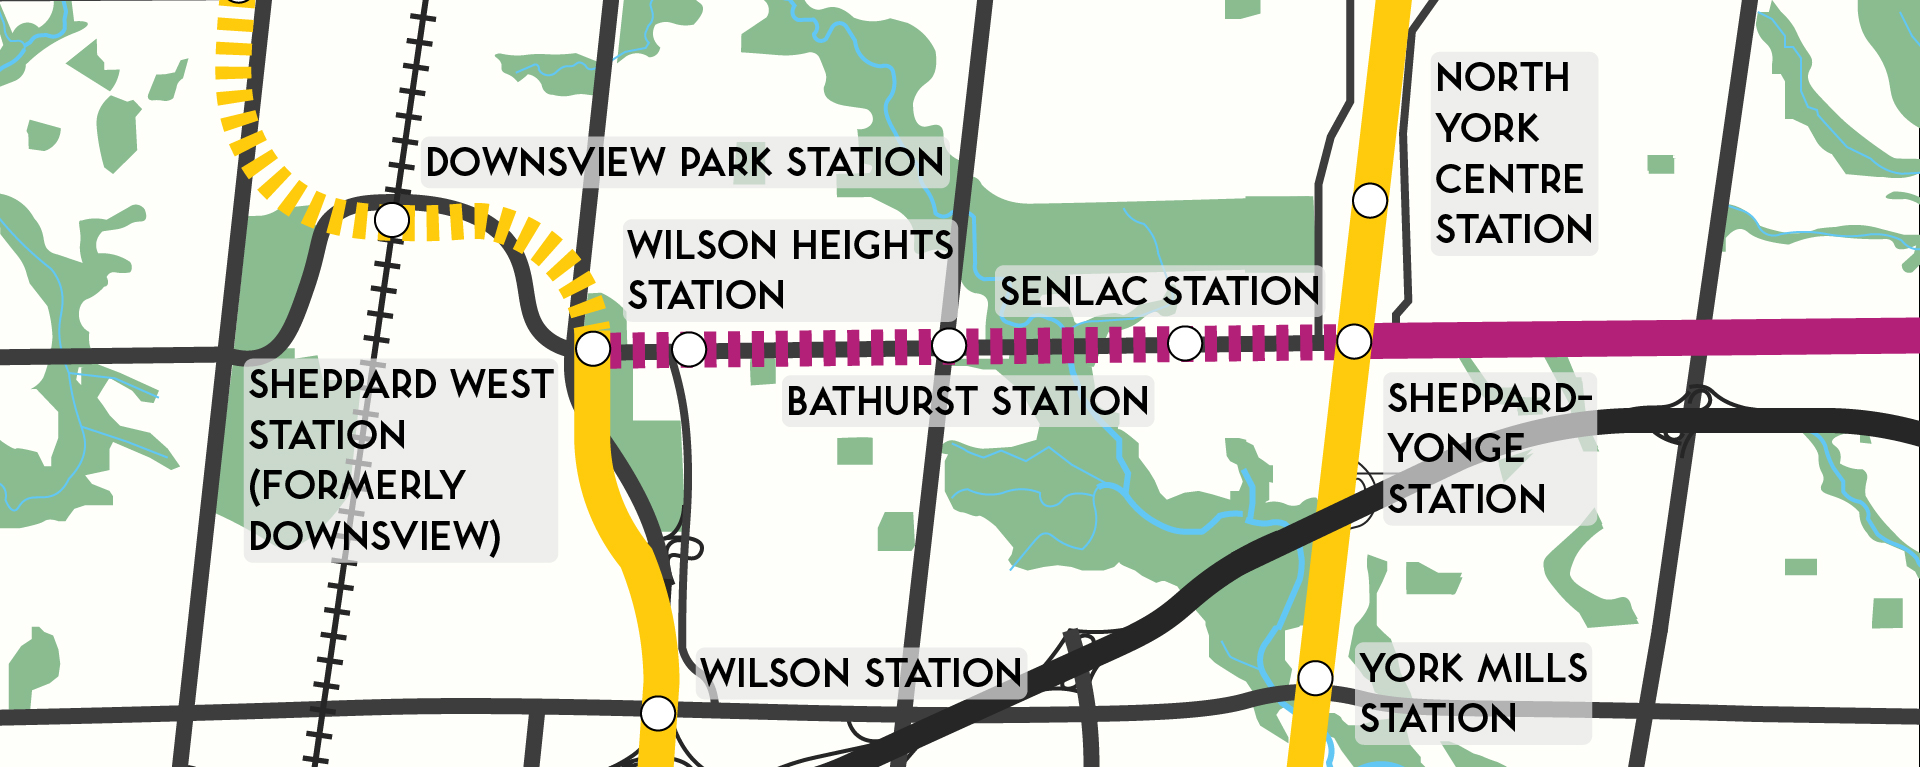 NORTH
YORK
CENTRE
STATION
DOWNSVIEW PARK STATION
WILSON HEIGHTS
STATION
SENLAC STATION
SHEPPARD WEST
STATION
(FORMERLY
DOWNSVIEW)
BATHURST STATION
SHEPPARD-
YONGE
STATION
WILSON STATION
YORK MILLS
STATION